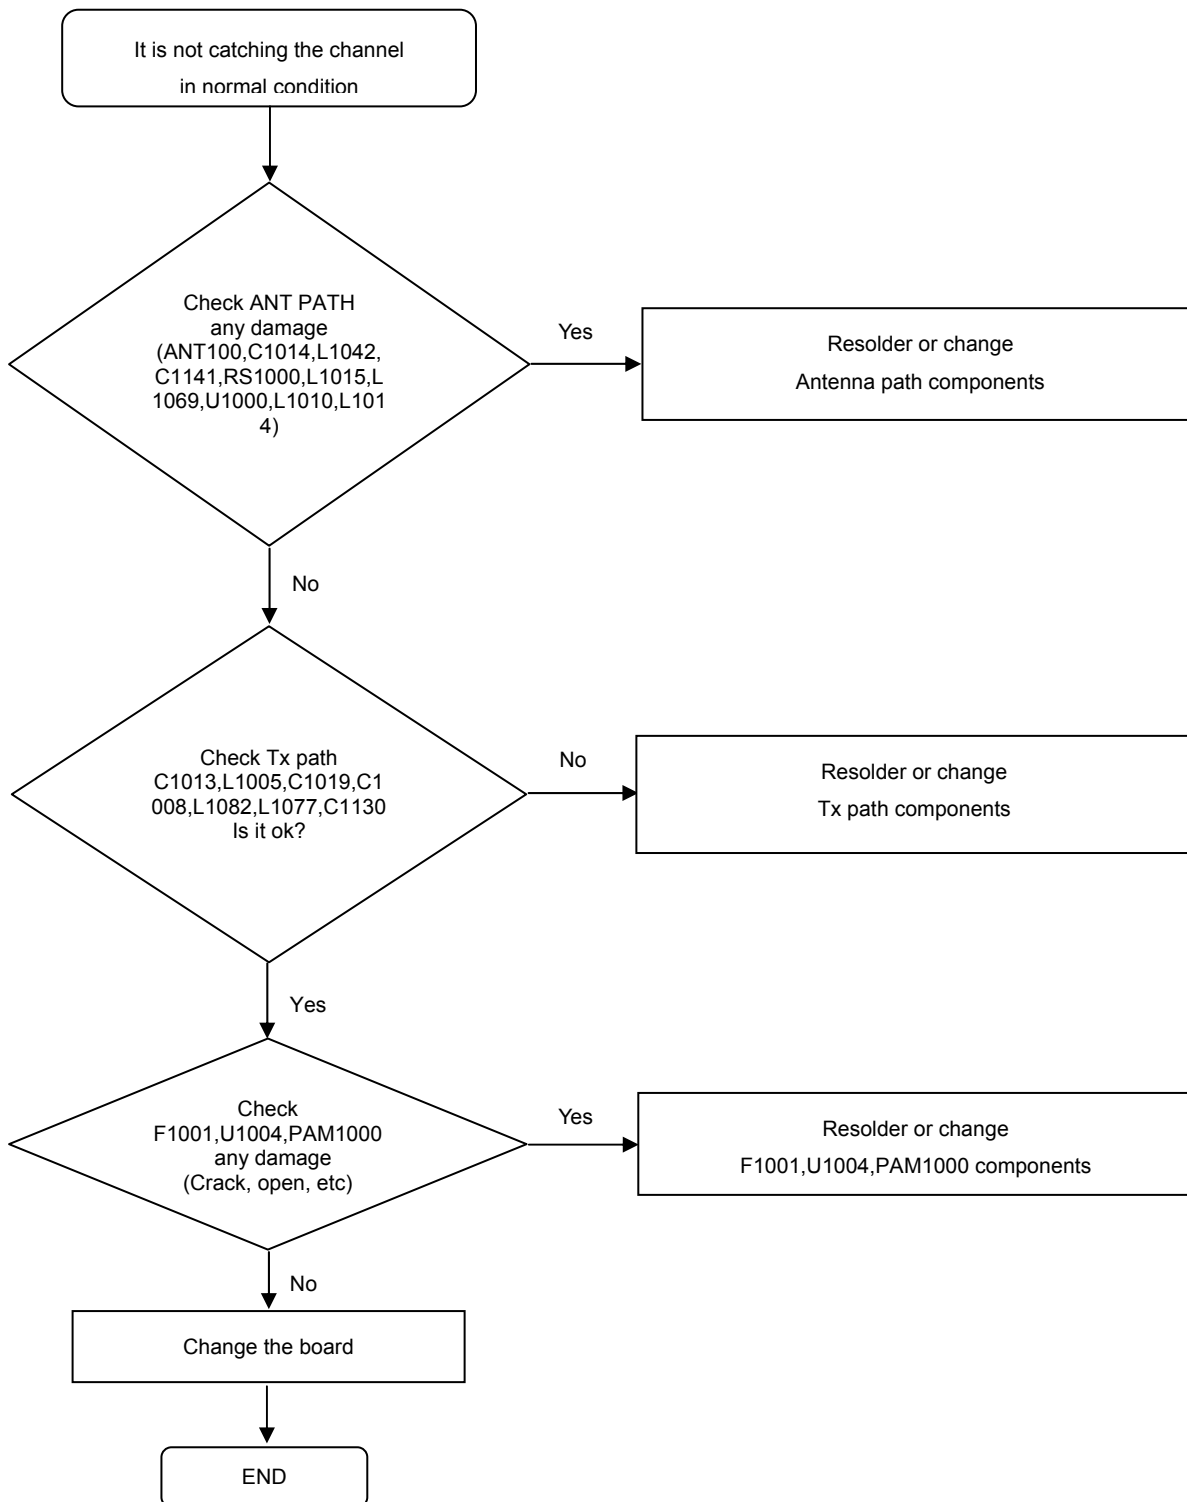 It is not catching the channel
in normal condition
Check ANT PATH
any damage
(ANT100,C1014,L1042,
C1141,RS1000,L1015,L
1069,U1000,L1010,L101
4)
Yes
Resolder or change
Antenna path components
No
Check Tx path
C1013,L1005,C1019,C1
008,L1082,L1077,C1130
Is it ok?
No
Resolder or change
Tx path components
Yes
Check
F1001,U1004,PAM1000
any damage
(Crack, open, etc)
Yes
Resolder or change
F1001,U1004,PAM1000 components
No
Change the board
END